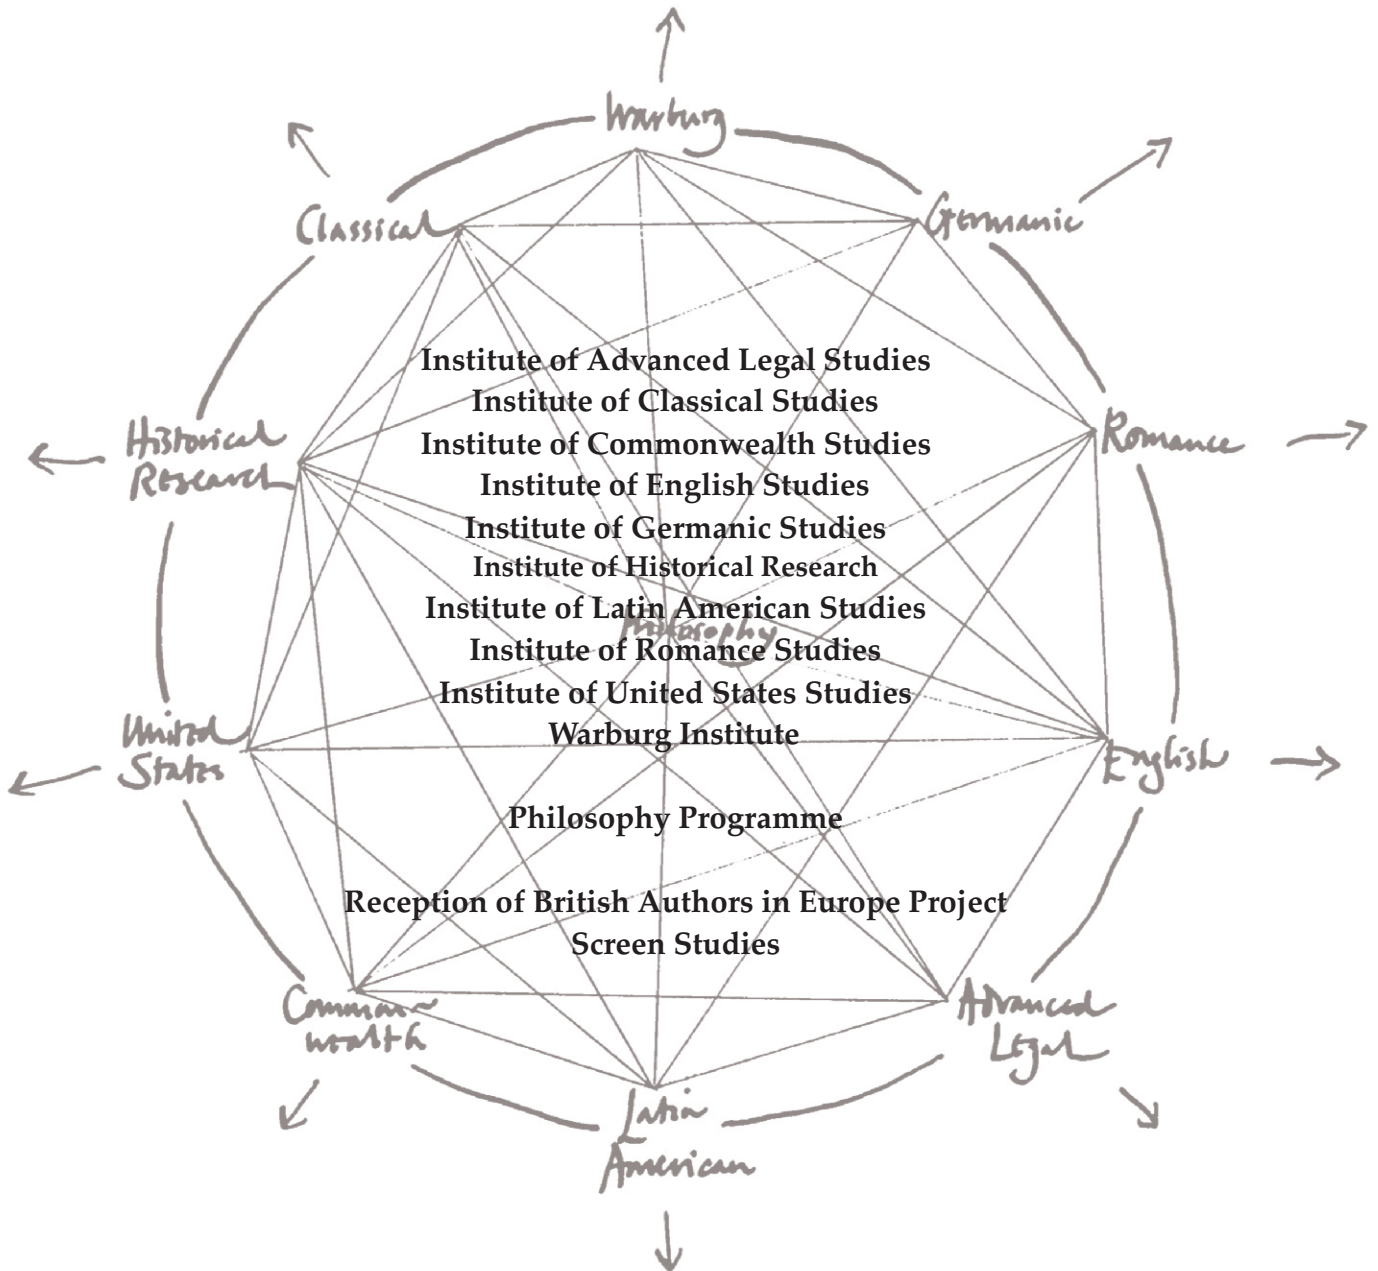 Warburg
Classical
Germanic
Institute of Advanced Legal Studies
Institute of Classical Studies
Historical
Research
Institute of Commonwealth Studies
Romance
Institute of English Studies
Institute of Germanic Studies
Institute of Historical Research
Institute of Latin American Studies
Philosophy
Institute of Romance Studies
Institute of United States Studies
Warburg Institute
United
States
English
Philosophy Programme
Reception of British Authors in Europe Project
Screen Studies
Common-
wealth
Advanced
Legal
Latin
American